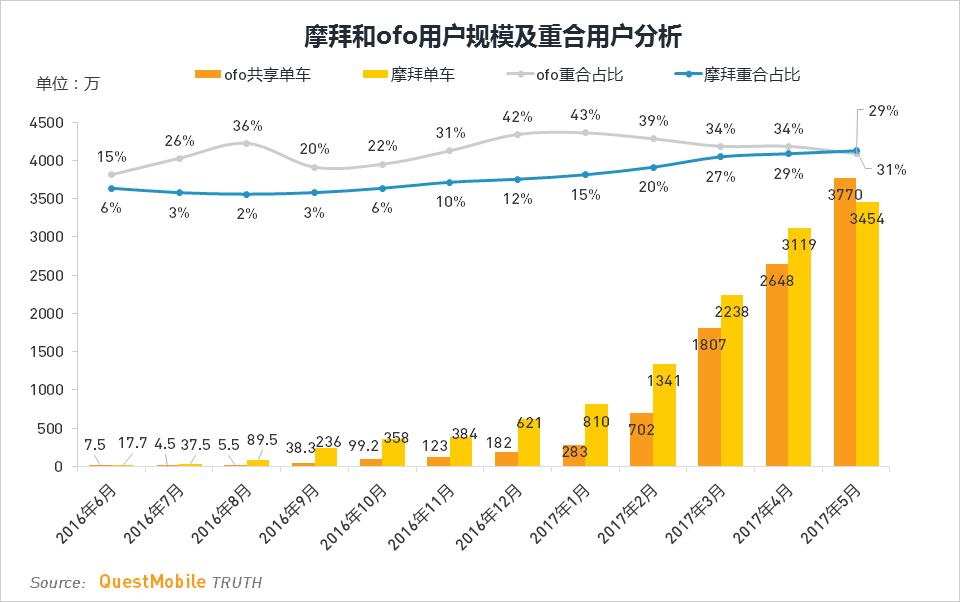 摩拜和ofo用户规模及重合用户分析
单位：万
ofo共享单车 摩拜单车 ofo重合占比 摩拜重合占比
4500
4000
3500
3000
2500
2000
1500
1000
500
0
15% 26% 36% 20% 22% 31% 42% 43% 39% 34% 34% 29%
6% 3% 2% 3% 6% 10% 12% 15% 20% 27% 29% 31%
7.5 17.7 4.5 37.5 5.5 89.5 38.3 236 99.2 358 123 384 182 621 283 810 702 1341 1807 2238 2648 3119 3770 3454
2016年6月 2016年7月 2016年8月 2016年9月 2016年10月 2016年11月 2016年12月 2017年1月 2017年2月 2017年3月 2017年4月 2017年5月
Source: QuestMobile TRUTH